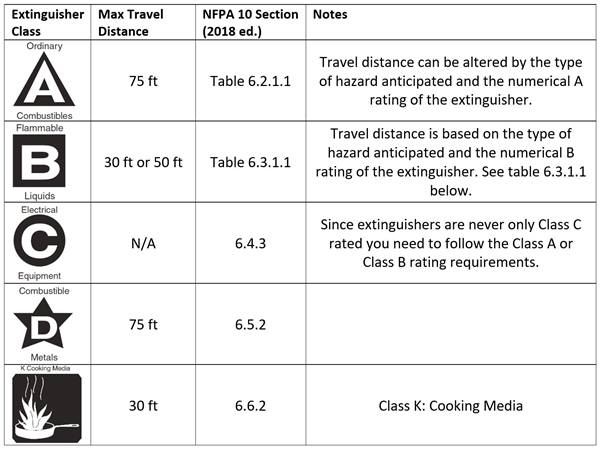 Extinguisher Class
Max Travel Distance
NFPA 10 Section (2018 ed.)
Notes
Ordinary
A
Combustibles
75 ft
Table 6.2.1.1
Travel distance can be altered by the type
of hazard anticipated and the numerical A
rating of the extinguisher.
Flammable
B
Liquids
30 ft or 50 ft
Table 6.3.1.1
Travel distance is based on the type of
hazard anticipated and the numerical B
rating of the extinguisher. See table 6.3.1.1
below.
Electrical
C
Equipment
N/A
6.4.3
Since extinguishers are never only Class C
rated you need to follow the Class A or
Class B rating requirements.
Combustible
D
Metals
75 ft
6.5.2
K Cooking Media
30 ft
6.6.2
Class K: Cooking Media